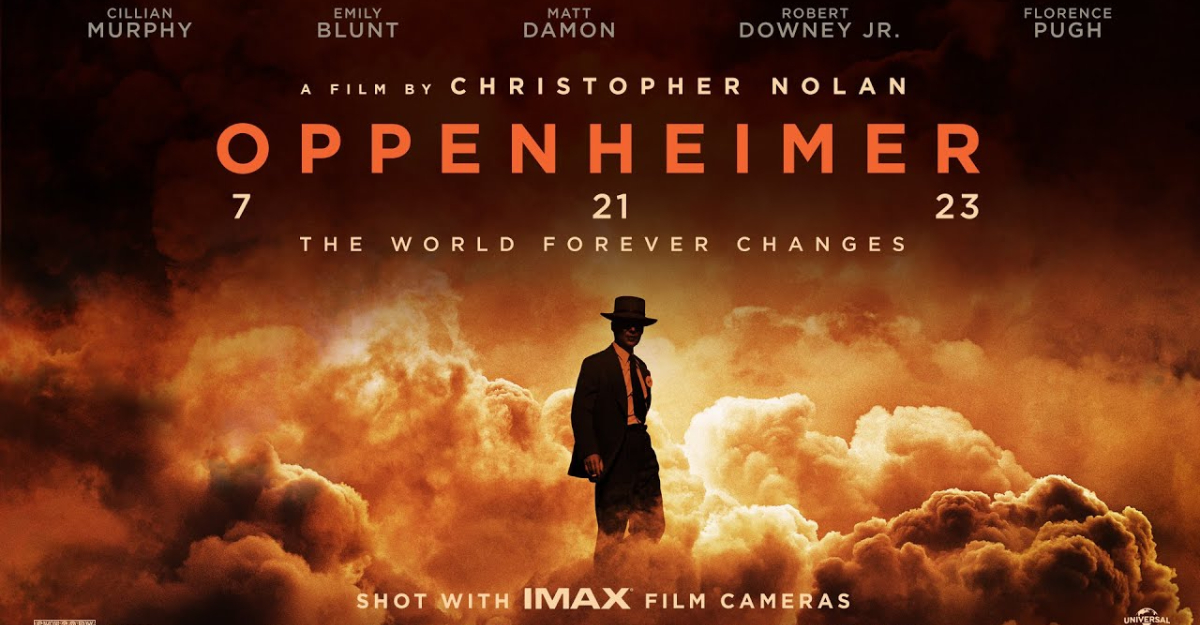 CILLIAN EMILY MATT ROBERT FLORENCE
MURPHY BLUNT DAMON DOWNEY JR. PUGH
A FILM BY CHRISTOPHER NOLAN
OPPENHEIMER
7 21 23
THE WORLD FOREVER CHANGES
SHOT WITH IMAX FILM CAMERAS
UNIVERSAL